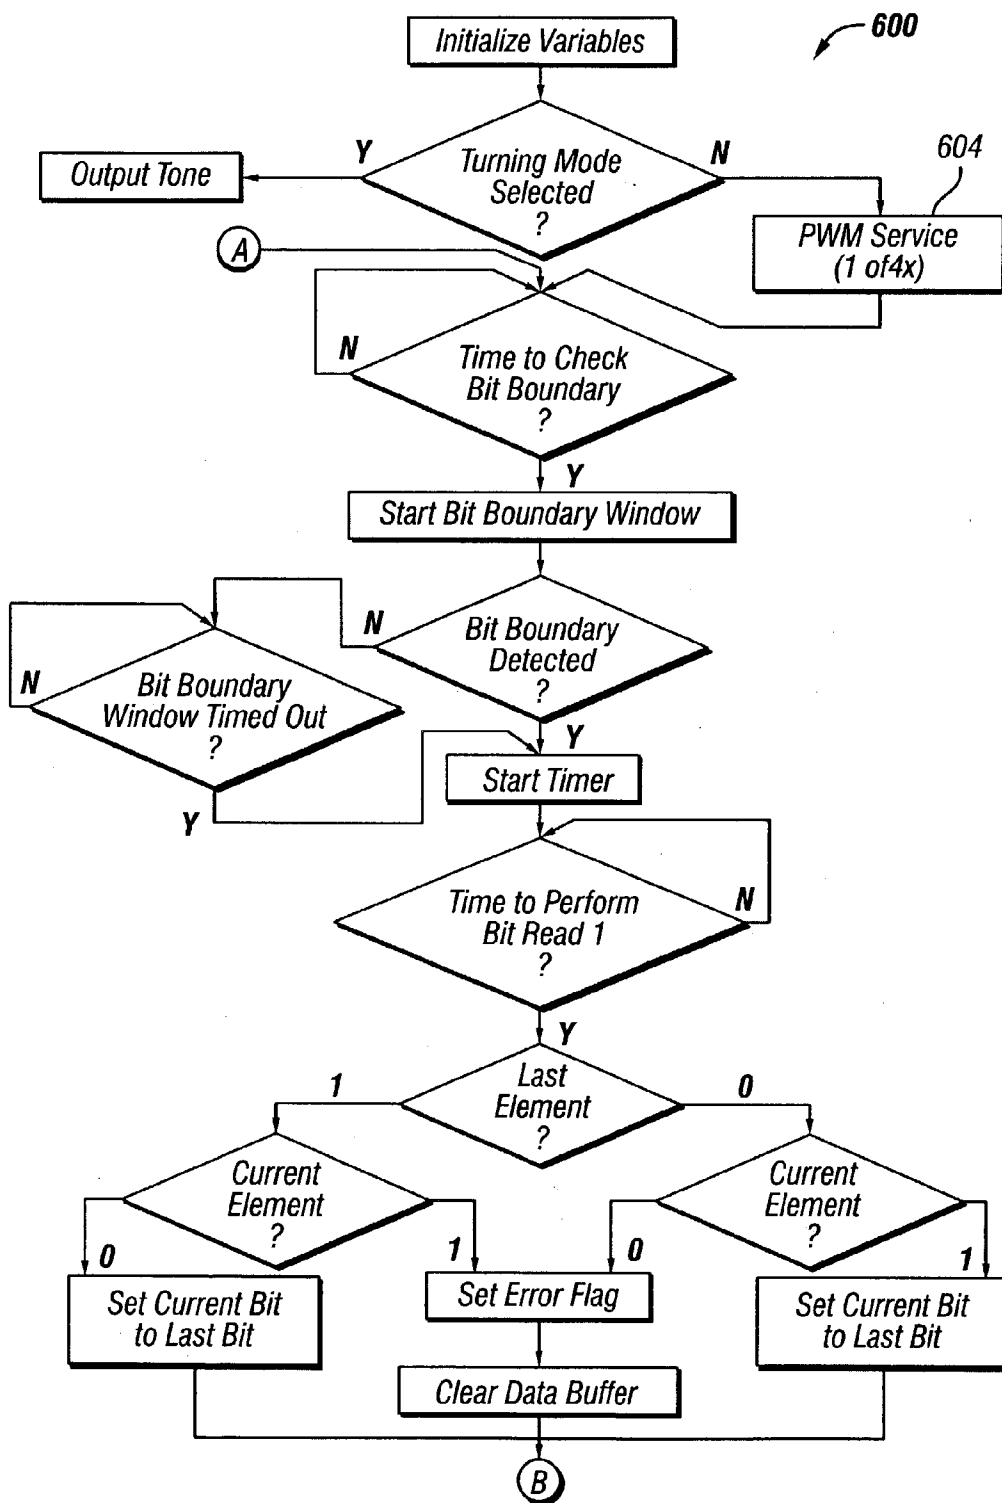 600
Initialize Variables
Y
N
Turning Mode
Selected
?
Output Tone
604
PWM Service
(1 of4x)
A
N
Time to Check
Bit Boundary
?
Y
Start Bit Boundary Window
N
Bit Boundary
Detected
?
N
Bit Boundary
Window Timed Out
?
Y
Y
Start Timer
Time to Perform
Bit Read 1
?
N
Y
1
Last
Element
?
0
Current
Element
?
Current
Element
?
0
1
0
1
Set Current Bit
to Last Bit
Set Error Flag
Set Current Bit
to Last Bit
Clear Data Buffer
B